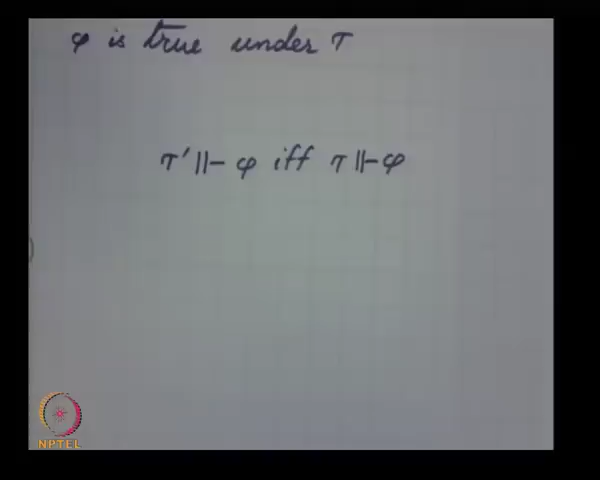 φ is true under τ
τ' ||- φ iff τ ||- φ
NPTEL